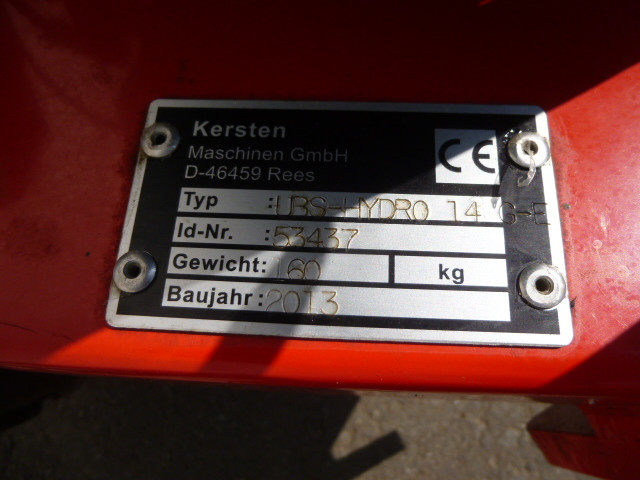 Kersten
Maschinen GmbH
D-46459 Rees
CE
Typ :UBS-HYDRO 14 G-E
Id-Nr. :53437
Gewicht: 160 kg
Baujahr: 2013